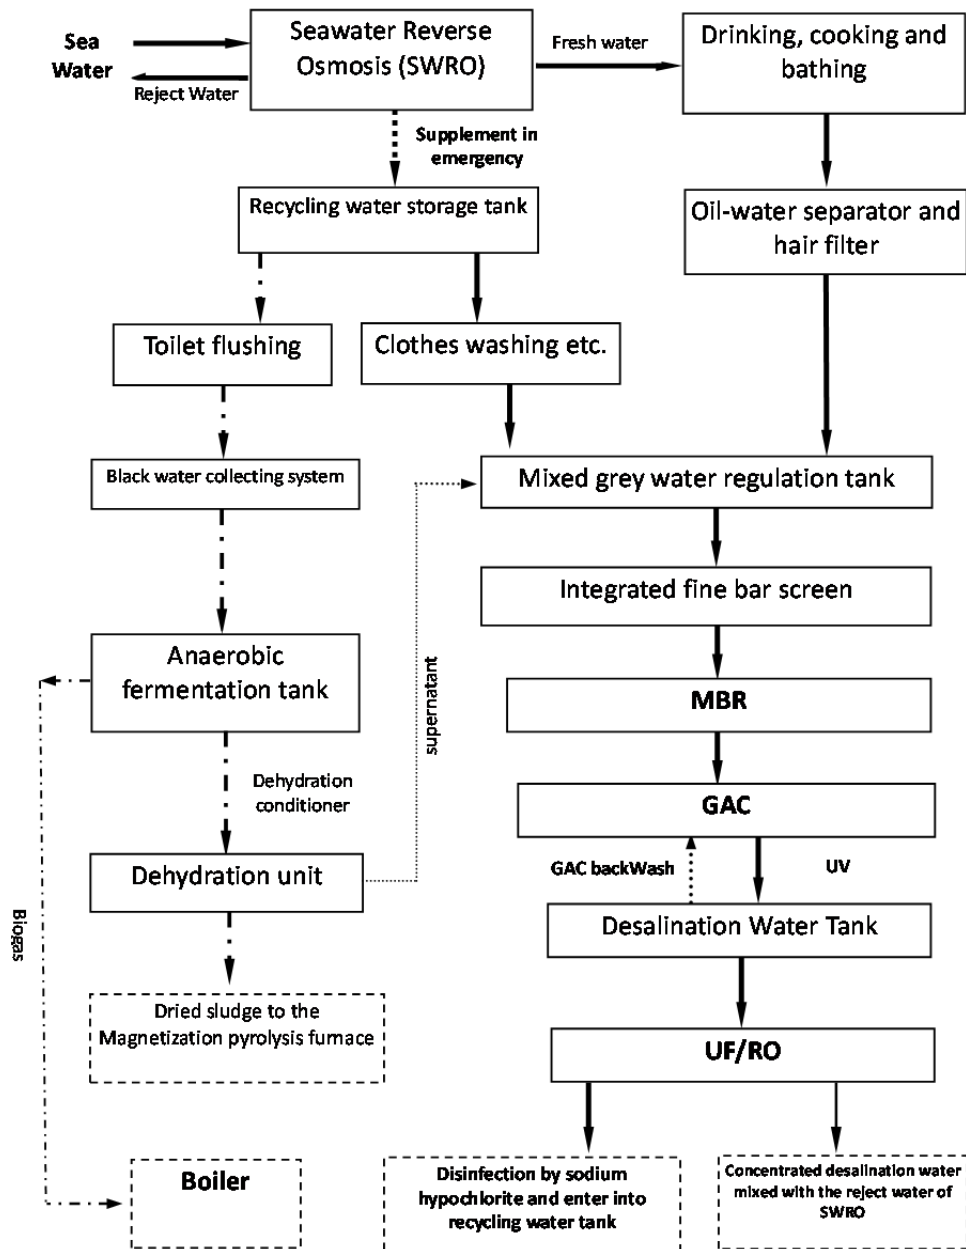 Sea
Water
Reject Water
Seawater Reverse
Osmosis (SWRO)
Fresh water
Drinking, cooking and
bathing
Supplement in
emergency
Recycling water storage tank
Oil-water separator and
hair filter
Toilet flushing
Clothes washing etc.
Black water collecting system
Mixed grey water regulation tank
Integrated fine bar screen
Anaerobic
fermentation tank
supernatant
MBR
Dehydration
conditioner
GAC
Dehydration unit
GAC backWash
UV
Biogas
Desalination Water Tank
Dried sludge to the
Magnetization pyrolysis furnace
UF/RO
Boiler
Disinfection by sodium
hypochlorite and enter into
recycling water tank
Concentrated desalination water
mixed with the reject water of
SWRO